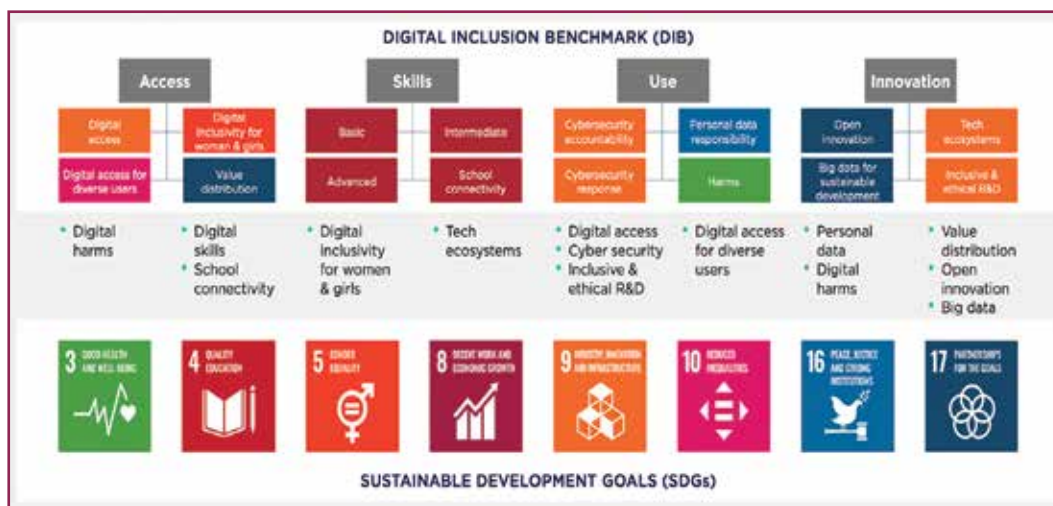 DIGITAL INCLUSION BENCHMARK (DIB)
Access
Digital
access
Digital
Inclusivity for
women & girls
Digital access for
diverse users
Value
distribution
Skills
Basic
Intermediate
Advanced
School
connectivity
Use
Cybersecurity
accountability
Personal data
responsibility
Cybersecurity
response
Harms
Innovation
Open
innovation
Tech
ecosystems
Big data for
sustainable
development
Inclusive &
ethical R&D
• Digital
harms
• Digital
skills
• School
connectivity
• Digital
inclusivity
for women
& girls
• Tech
ecosystems
• Digital access
• Cyber security
• Inclusive &
ethical R&D
• Digital access
for diverse
users
• Personal
data
• Digital
harms
• Value
distribution
• Open
innovation
• Big data
3 GOOD HEALTH
AND WELL-BEING
4 QUALITY
EDUCATION
5 GENDER
EQUALITY
8 DECENT WORK AND
ECONOMIC GROWTH
9 INDUSTRY, INNOVATION
AND INFRASTRUCTURE
10 REDUCED
INEQUALITIES
16 PEACE, JUSTICE
AND STRONG
INSTITUTIONS
17 PARTNERSHIPS
FOR THE GOALS
SUSTAINABLE DEVELOPMENT GOALS (SDGs)